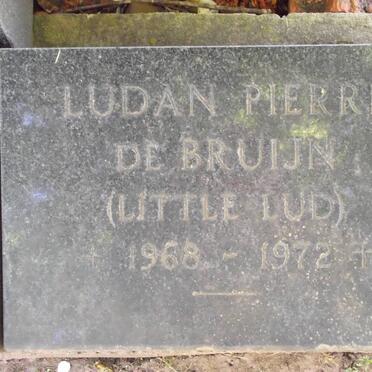 LUDAN PIERR
DE BRUIJN
(LITTLE LUD)
+ 1968 - 1972 +